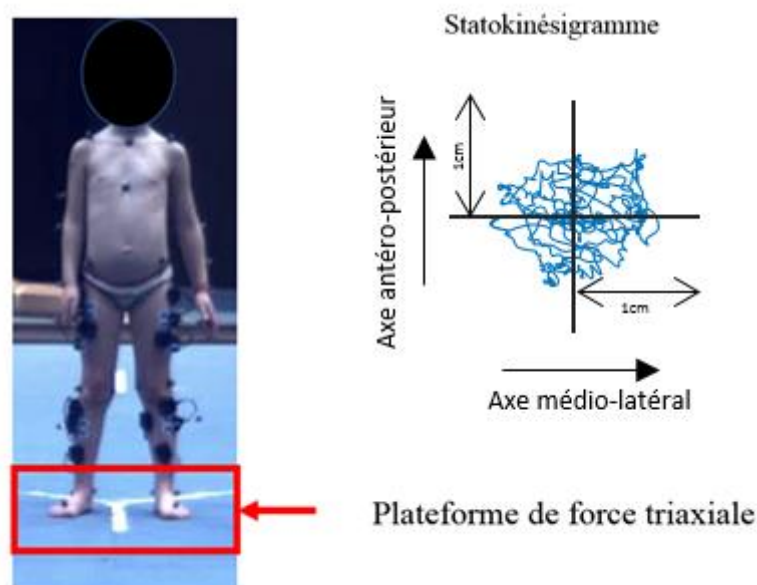 Statokinésigramme
Axe antéro-postérieur
1cm
1cm
Axe médio-latéral
Plateforme de force triaxiale